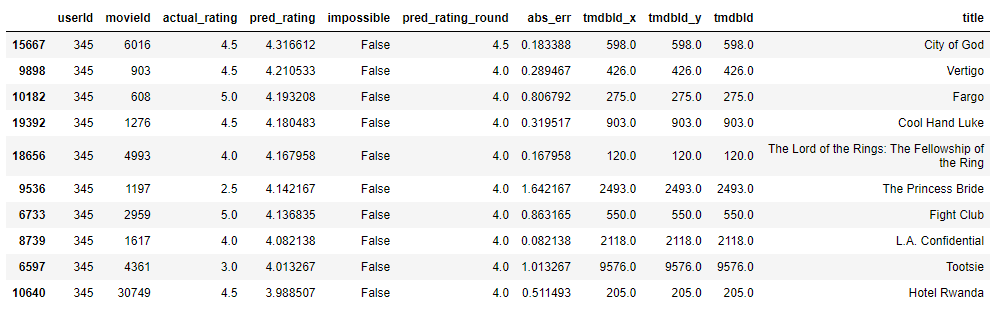 userId movieId actual_rating pred_rating impossible pred_rating_round abs_err tmdbId_x tmdbId_y tmdbId title
15667 345 6016 4.5 4.316612 False 4.5 0.183388 598.0 598.0 598.0 City of God
9898 345 903 4.5 4.210533 False 4.0 0.289467 426.0 426.0 426.0 Vertigo
10182 345 608 5.0 4.193208 False 4.0 0.806792 275.0 275.0 275.0 Fargo
19392 345 1276 4.5 4.180483 False 4.0 0.319517 903.0 903.0 903.0 Cool Hand Luke
18656 345 4993 4.0 4.167958 False 4.0 0.167958 120.0 120.0 120.0 The Lord of the Rings: The Fellowship of
the Ring
9536 345 1197 2.5 4.142167 False 4.0 1.642167 2493.0 2493.0 2493.0 The Princess Bride
6733 345 2959 5.0 4.136835 False 4.0 0.863165 550.0 550.0 550.0 Fight Club
8739 345 1617 4.0 4.082138 False 4.0 0.082138 2118.0 2118.0 2118.0 L.A. Confidential
6597 345 4361 3.0 4.013267 False 4.0 1.013267 9576.0 9576.0 9576.0 Tootsie
10640 345 30749 4.5 3.988507 False 4.0 0.511493 205.0 205.0 205.0 Hotel Rwanda